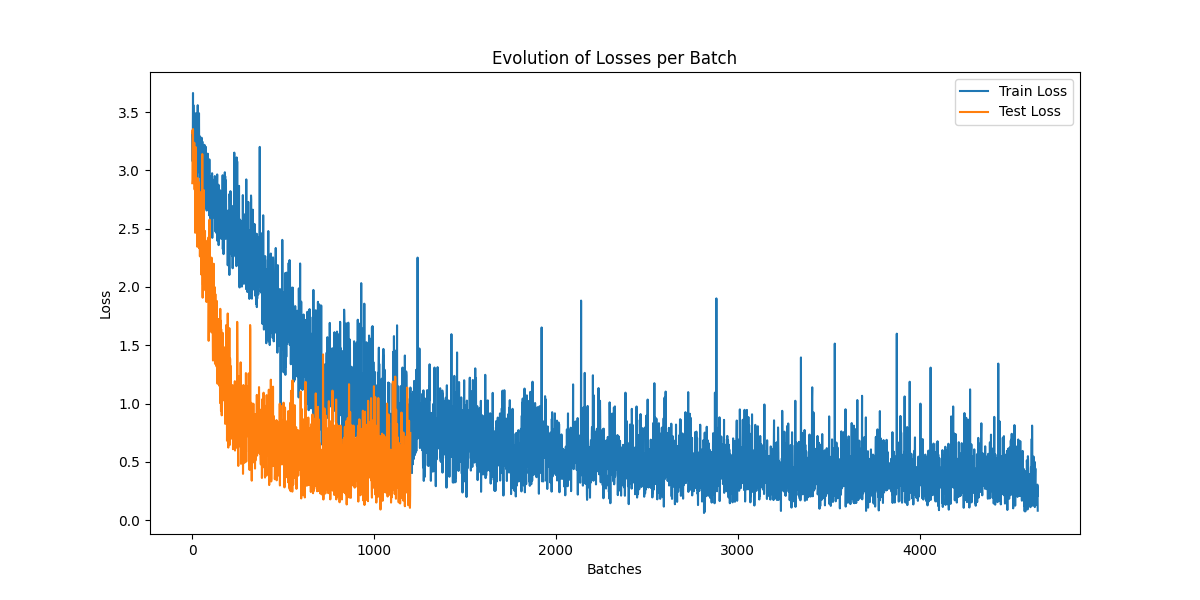 Evolution of Losses per Batch
Train Loss
Test Loss
3.5
3.0
2.5
2.0
1.5
1.0
0.5
0.0
Loss
0 1000 2000 3000 4000
Batches